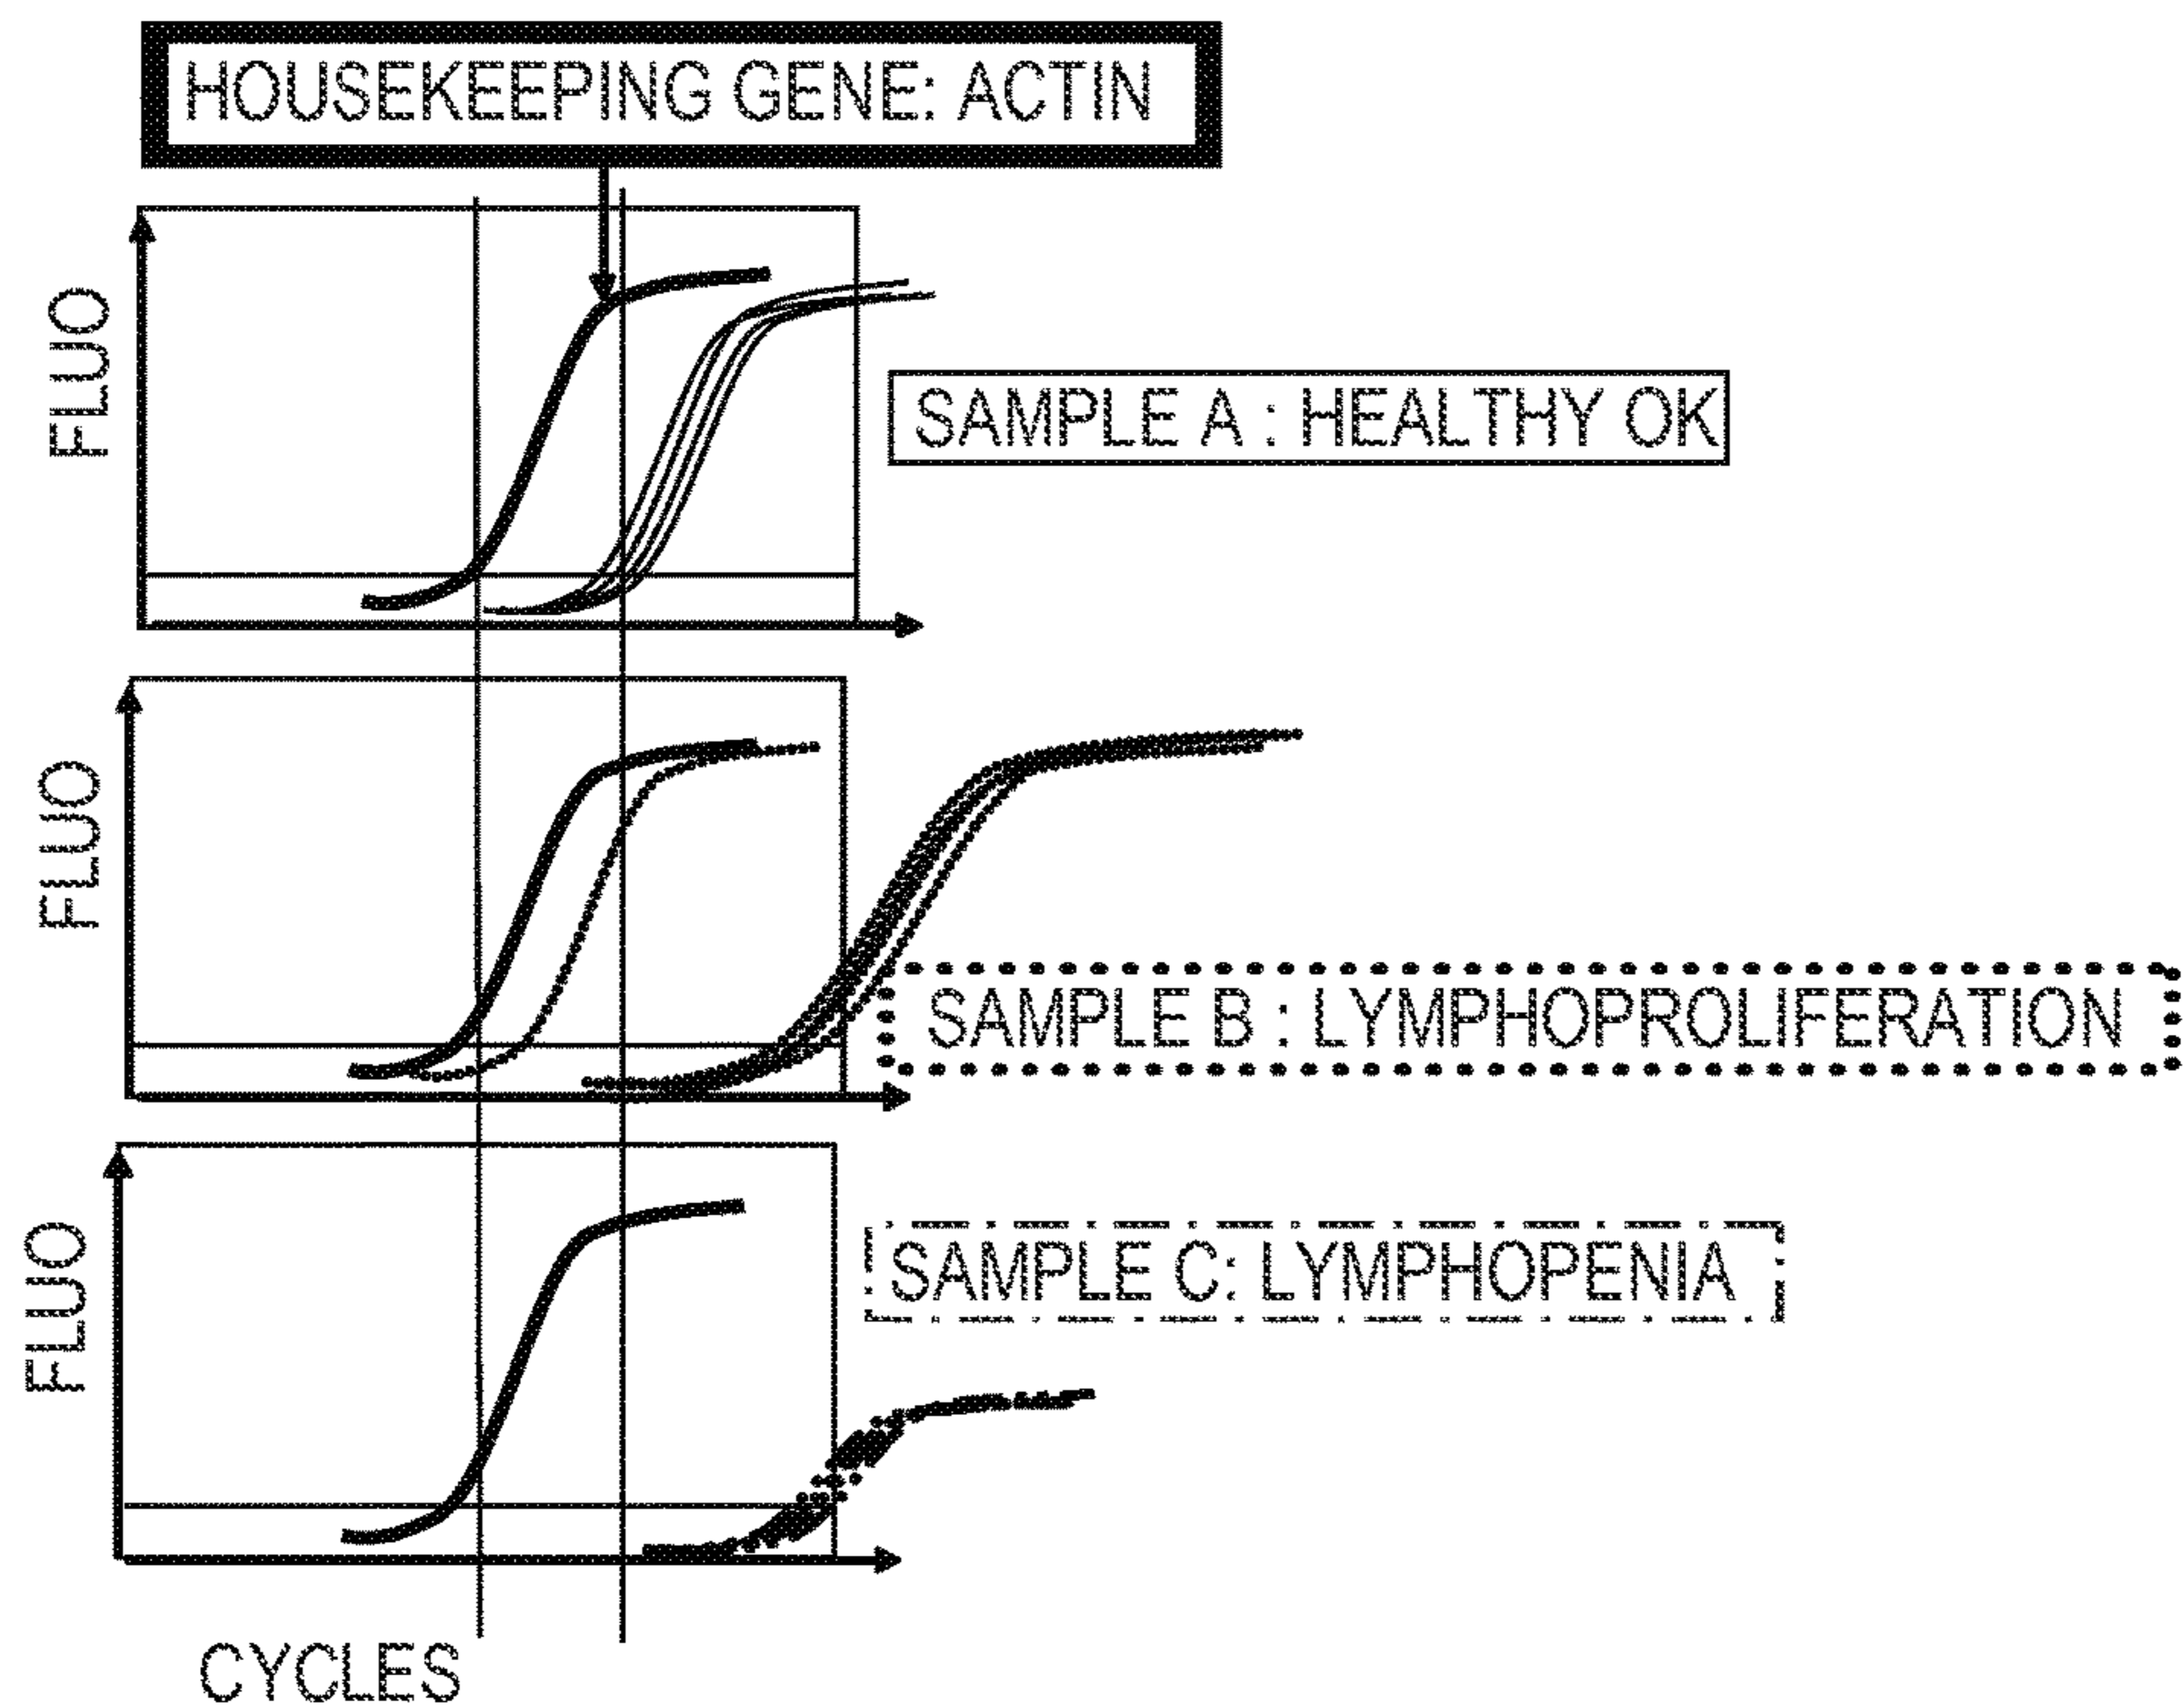 HOUSEKEEPING GENE: ACTIN
FLUO
SAMPLE A : HEALTHY OK
FLUO
SAMPLE B : LYMPHOPROLIFERATION
FLUO
SAMPLE C: LYMPHOPENIA
CYCLES